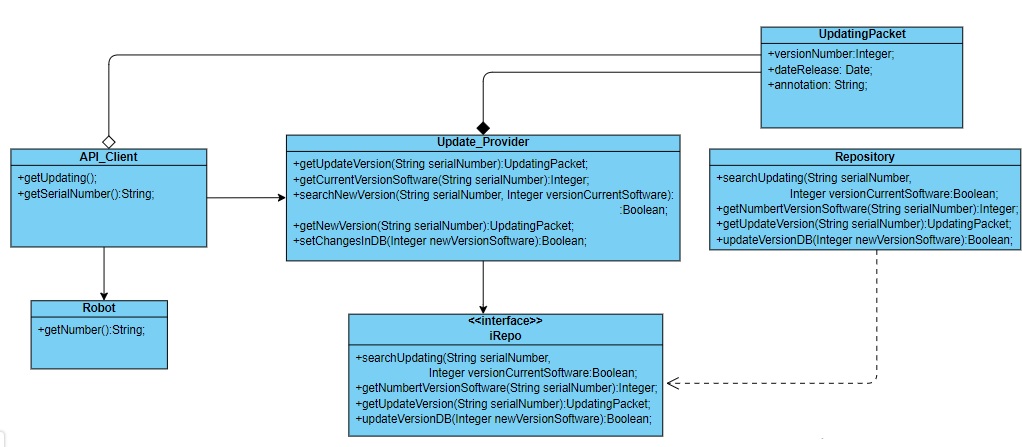 UpdatingPacket
+versionNumber:Integer;
+dateRelease: Date;
+annotation: String;
API_Client
+getUpdating();
+getSerialNumber():String;
Update_Provider
+getUpdateVersion(String serialNumber):UpdatingPacket;
+getCurrentVersionSoftware(String serialNumber):Integer;
+searchNewVersion(String serialNumber, Integer versionCurrentSoftware):
:Boolean;
+getNewVersion(String serialNumber):UpdatingPacket;
+setChangesInDB(Integer newVersionSoftware):Boolean;
Repository
+searchUpdating(String serialNumber,
Integer versionCurrentSoftware:Boolean;
+getNumbertVersionSoftware(String serialNumber):Integer;
+getUpdateVersion(String serialNumber):UpdatingPacket;
+updateVersionDB(Integer newVersionSoftware):Boolean;
Robot
+getNumber():String;
<<interface>>
iRepo
+searchUpdating(String serialNumber,
Integer versionCurrentSoftware:Boolean;
+getNumbertVersionSoftware(String serialNumber):Integer;
+getUpdateVersion(String serialNumber):UpdatingPacket;
+updateVersionDB(Integer newVersionSoftware):Boolean;